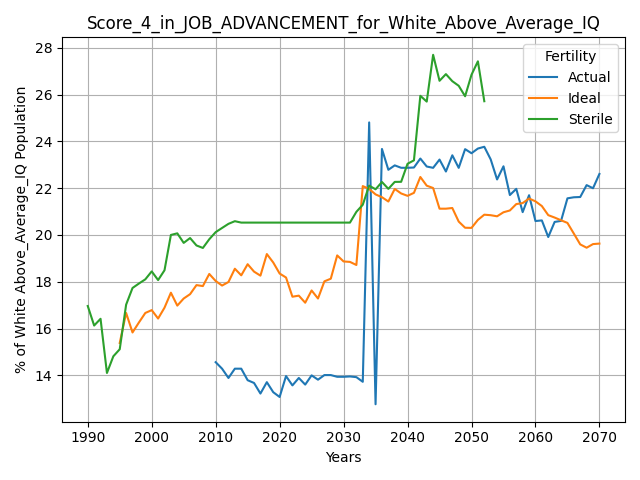 Score_4_in_JOB_ADVANCEMENT_for_White_Above_Average_IQ
% of White Above_Average_IQ Population
28
26
24
22
20
18
16
14
Fertility
Actual
Ideal
Sterile
1990 2000 2010 2020 2030 2040 2050 2060 2070
Years